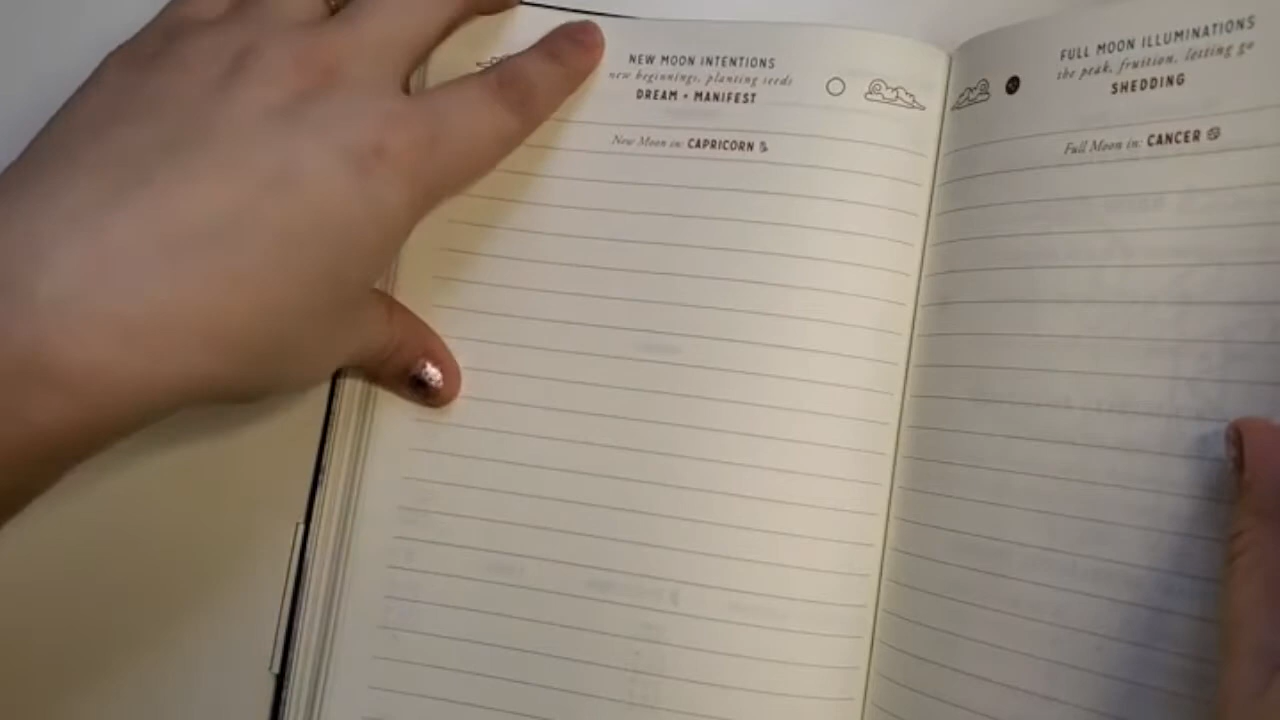 NEW MOON INTENTIONS
new beginnings, planting seeds
DREAM + MANIFEST
New Moon in: CAPRICORN ♑
FULL MOON ILLUMINATIONS
the peak, fruition, letting go
SHEDDING
Full Moon in: CANCER ♋